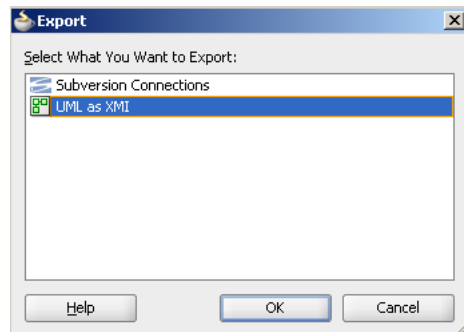 Export
Select What You Want to Export:
Subversion Connections
UML as XMI
Help OK Cancel